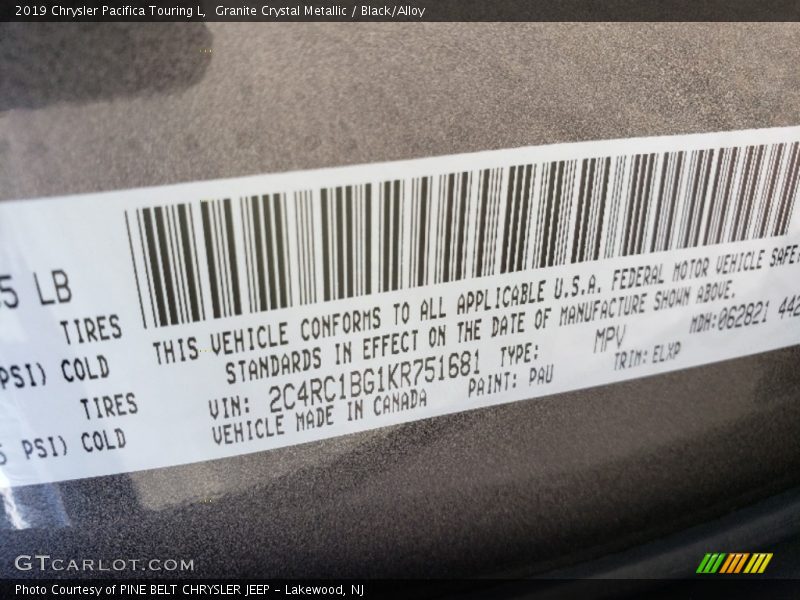 2019 Chrysler Pacifica Touring L, Granite Crystal Metallic / Black/Alloy
5 LB
TIRES
PSI) COLD
TIRES
PSI) COLD
THIS VEHICLE CONFORMS TO ALL APPLICABLE U.S.A. FEDERAL MOTOR VEHICLE SAFE
STANDARDS IN EFFECT ON THE DATE OF MANUFACTURE SHOWN ABOVE.
VIN: 2C4RC1BG1KR751681 TYPE: MPV MDH:062821 442
VEHICLE MADE IN CANADA PAINT: PAU TRIM:ELXP
GTCARLOT.COM
Photo Courtesy of PINE BELT CHRYSLER JEEP – Lakewood, NJ